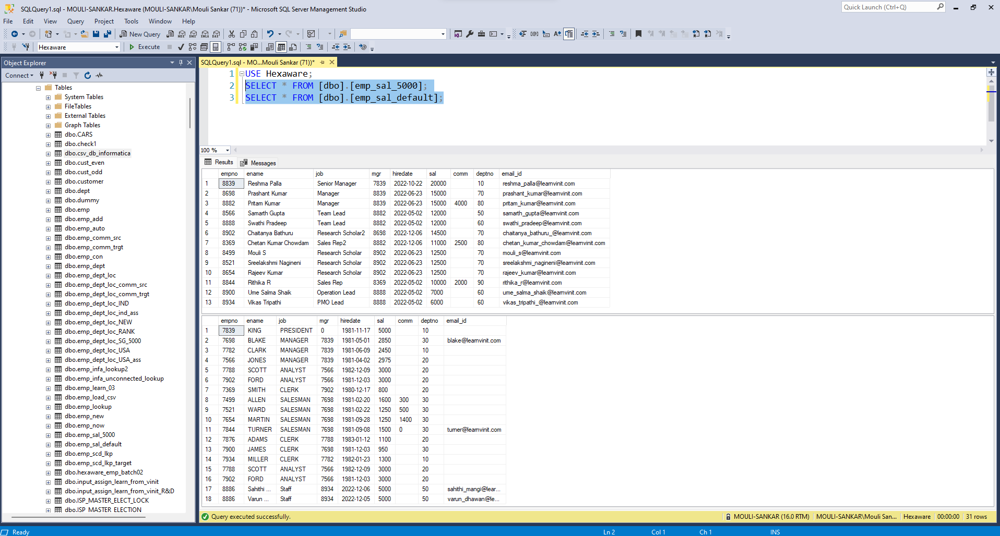 SQLQuery1.sql - MOULI-SANKAR.Hexaware (MOULI-SANKAR\Mouli Sankar (71))* - Microsoft SQL Server Management Studio
Quick Launch (Ctrl+Q)
File Edit View Query Project Tools Window Help
New Query
MDX DMX XMLA DAX
Hexaware Execute
Object Explorer
Connect
Tables
System Tables
FileTables
External Tables
Graph Tables
dbo.CARS
dbo.check1
dbo.csv_db_informatica
dbo.cust_even
dbo.cust_odd
dbo.customer
dbo.dept
dbo.dummy
dbo.emp
dbo.emp_add
dbo.emp_auto
dbo.emp_comm_src
dbo.emp_comm_trgt
dbo.emp_con
dbo.emp_dept
dbo.emp_dept_loc
dbo.emp_dept_loc_comm_src
dbo.emp_dept_loc_comm_trgt
dbo.emp_dept_loc_IND
dbo.emp_dept_loc_ind_ass
dbo.emp_dept_loc_NEW
dbo.emp_dept_loc_RANK
dbo.emp_dept_loc_SG_5000
dbo.emp_dept_loc_USA
dbo.emp_dept_loc_USA_ass
dbo.emp_infa_lookup2
dbo.emp_infa_unconnected_lookup
dbo.emp_learn_03
dbo.emp_load_csv
dbo.emp_lookup
dbo.emp_new
dbo.emp_now
dbo.emp_sal_5000
dbo.emp_sal_default
dbo.emp_scd_lkp
dbo.emp_scd_lkp_target
dbo.hexaware_emp_batch02
dbo.input_assign_learn_from_vinit
dbo.input_assign_learn_from_vinit_R&D
dbo.ISP_MASTER_ELECT_LOCK
dbo.ISP_MASTER_ELECTION
SQLQuery1.sql - MO...Mouli Sankar (71))*
1 USE Hexaware;
2 SELECT * FROM [dbo].[emp_sal_5000];
3 SELECT * FROM [dbo].[emp_sal_default];
100 %
Results Messages
empno ename job mgr hiredate sal comm deptno email_id
1 8839 Reshma Palla Senior Manager 7839 2022-10-22 20000 10 reshma_palla@learnvinit.com
2 8698 Prashant Kumar Manager 8839 2022-06-23 15000 70 prashant_kumar@learnvinit.com
3 8882 Pritam Kumar Manager 8839 2022-06-23 15000 4000 80 pritam_kumar@learnvinit.com
4 8566 Samarth Gupta Team Lead 8882 2022-05-02 12000 50 samarth_gupta@learnvinit.com
5 8888 Swathi Pradeep Team Lead 8882 2022-05-02 12000 60 swathi_pradeep@learnvinit.com
6 8902 Chaitanya Bathuru Research Scholar2 8698 2022-12-06 14500 70 chaitanya_bathuru_@learnvinit.com
7 8369 Chetan Kumar Chowdam Sales Rep2 8882 2022-12-06 11000 2500 80 chetan_kumar_chowdam@learnvinit.com
8 8499 Mouli S Research Scholar 8902 2022-06-23 12500 70 mouli_s@learnvinit.com
9 8521 Sreelakshmi Nagineni Research Scholar 8902 2022-06-23 12500 70 sreelakshmi_nagineni@learnvinit.com
10 8654 Rajeev Kumar Research Scholar 8902 2022-06-23 12500 70 rajeev_kumar@learnvinit.com
11 8844 Rithika R Sales Rep 8369 2022-05-02 10000 2000 90 rithika_r@learnvinit.com
12 8900 Ume Salma Shaik Operation Lead 8888 2022-05-02 7000 60 ume_salma_shaik@learnvinit.com
13 8934 Vikas Tripathi PMO Lead 8888 2022-05-02 6000 60 vikas_tripathi_@learnvinit.com
empno ename job mgr hiredate sal comm deptno email_id
1 7839 KING PRESIDENT 0 1981-11-17 5000 10
2 7698 BLAKE MANAGER 7839 1981-05-01 2850 30 blake@learnvinit.com
3 7782 CLARK MANAGER 7839 1981-06-09 2450 10
4 7566 JONES MANAGER 7839 1981-04-02 2975 20
5 7788 SCOTT ANALYST 7566 1982-12-09 3000 20
6 7902 FORD ANALYST 7566 1981-12-03 3000 20
7 7369 SMITH CLERK 7902 1980-12-17 800 20
8 7499 ALLEN SALESMAN 7698 1981-02-20 1600 300 30
9 7521 WARD SALESMAN 7698 1981-02-22 1250 500 30
10 7654 MARTIN SALESMAN 7698 1981-09-28 1250 1400 30
11 7844 TURNER SALESMAN 7698 1981-09-08 1500 0 30 turner@learnvinit.com
12 7876 ADAMS CLERK 7788 1983-01-12 1100 20
13 7900 JAMES CLERK 7698 1981-12-03 950 30
14 7934 MILLER CLERK 7782 1982-01-23 1300 10
15 7788 SCOTT ANALYST 7566 1982-12-09 3000 20
16 7902 FORD ANALYST 7566 1981-12-03 3000 20
17 8886 Sahithi ... Staff 8934 2022-12-06 5000 50 sahithi_mangi@lear...
18 8886 Varun ... Staff 8934 2022-12-05 5000 50 varun_dhawan@le...
Query executed successfully. MOULI-SANKAR (16.0 RTM) MOULI-SANKAR\Mouli San... Hexaware 00:00:00 31 rows
Ready Ln 2 Col 1 Ch 1 INS